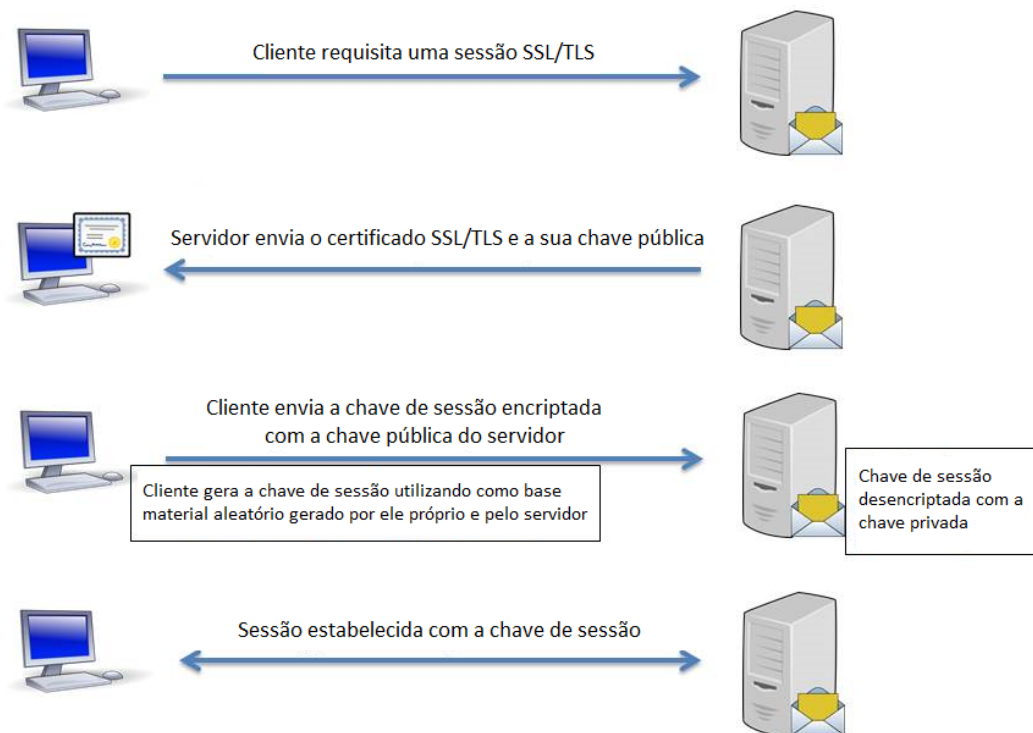 Cliente requisita uma sessão SSL/TLS
Servidor envia o certificado SSL/TLS e a sua chave pública
Cliente envia a chave de sessão encriptada
com a chave pública do servidor
Cliente gera a chave de sessão utilizando como base
material aleatório gerado por ele próprio e pelo servidor
Chave de sessão
desencriptada com a
chave privada
Sessão estabelecida com a chave de sessão